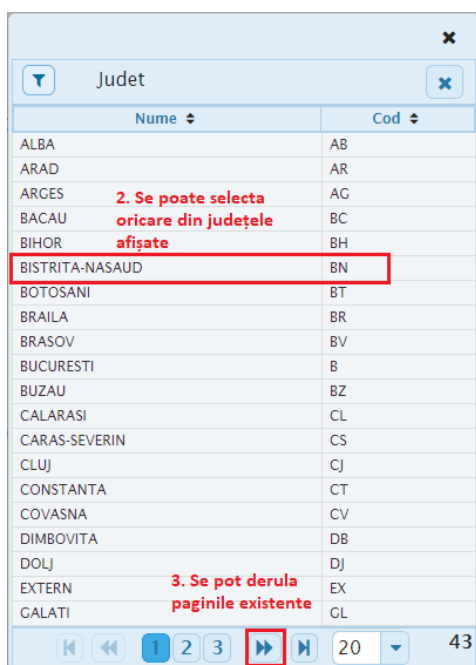 Judet
Nume Cod
ALBA AB
ARAD AR
ARGES AG
BACAU BC
BIHOR BH
2. Se poate selecta
oricare din județele
afișate
BISTRITA-NASAUD BN
BOTOSANI BT
BRAILA BR
BRASOV BV
BUCURESTI B
BUZAU BZ
CALARASI CL
CARAS-SEVERIN CS
CLUJ CJ
CONSTANTA CT
COVASNA CV
DIMBOVITA DB
DOLJ DJ
EXTERN EX
GALATI GL
3. Se pot derula
paginile existente
1 2 3 20 43